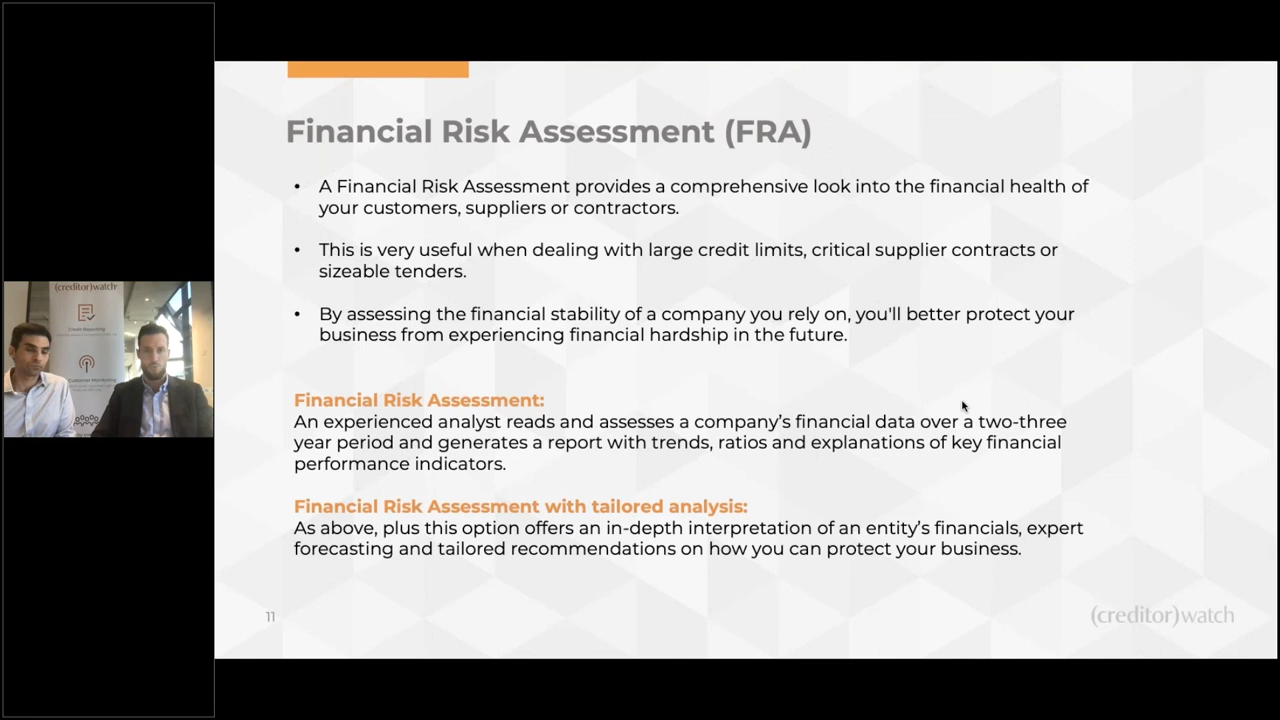 Financial Risk Assessment (FRA)
• A Financial Risk Assessment provides a comprehensive look into the financial health of
your customers, suppliers or contractors.
• This is very useful when dealing with large credit limits, critical supplier contracts or
sizeable tenders.
• By assessing the financial stability of a company you rely on, you'll better protect your
business from experiencing financial hardship in the future.
Financial Risk Assessment:
An experienced analyst reads and assesses a company’s financial data over a two-three
year period and generates a report with trends, ratios and explanations of key financial
performance indicators.
Financial Risk Assessment with tailored analysis:
As above, plus this option offers an in-depth interpretation of an entity’s financials, expert
forecasting and tailored recommendations on how you can protect your business.
11
(creditor)watch
(creditor)watch
Credit Reporting
Customer Monitoring